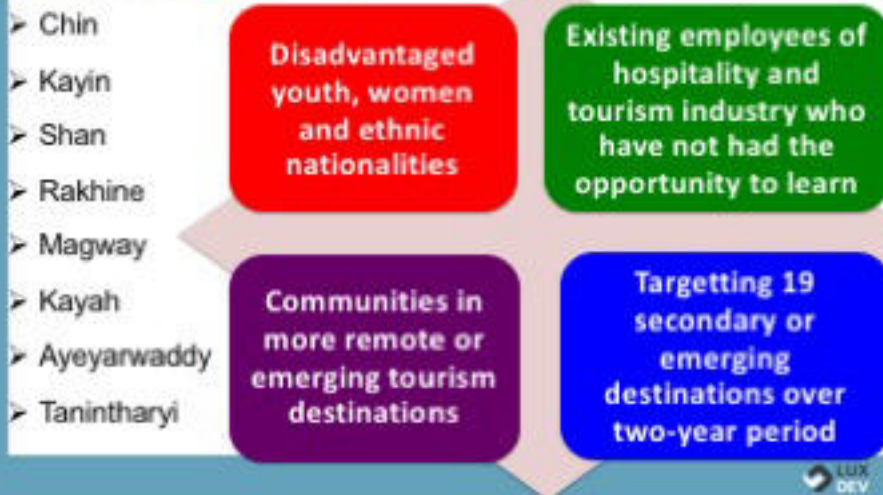 ➢ Chin
➢ Kayin
➢ Shan
➢ Rakhine
➢ Magway
➢ Kayah
➢ Ayeyarwaddy
➢ Tanintharyi
Disadvantaged
youth, women
and ethnic
nationalities
Existing employees of
hospitality and
tourism industry who
have not had the
opportunity to learn
Communities in
more remote or
emerging tourism
destinations
Targetting 19
secondary or
emerging
destinations over
two-year period
LUX
DEV